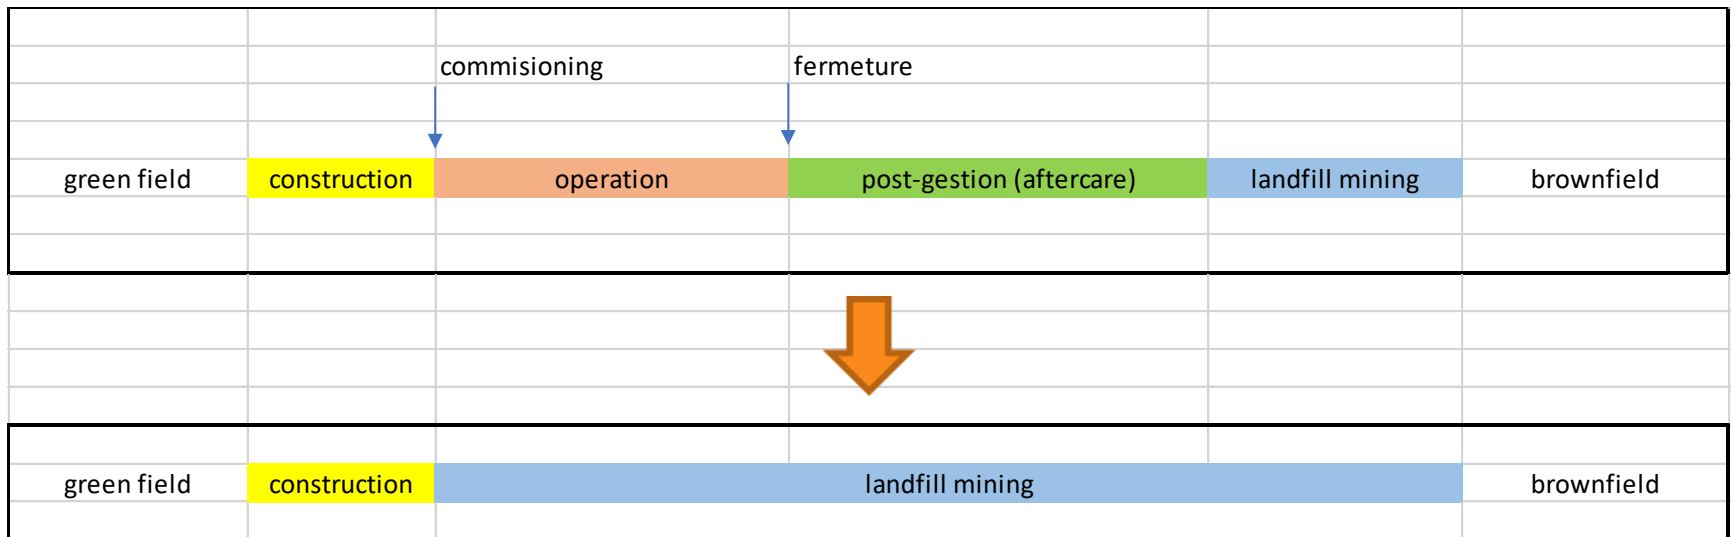 commisioning fermeture
green field construction operation post-gestion (aftercare) landfill mining brownfield
green field construction landfill mining brownfield